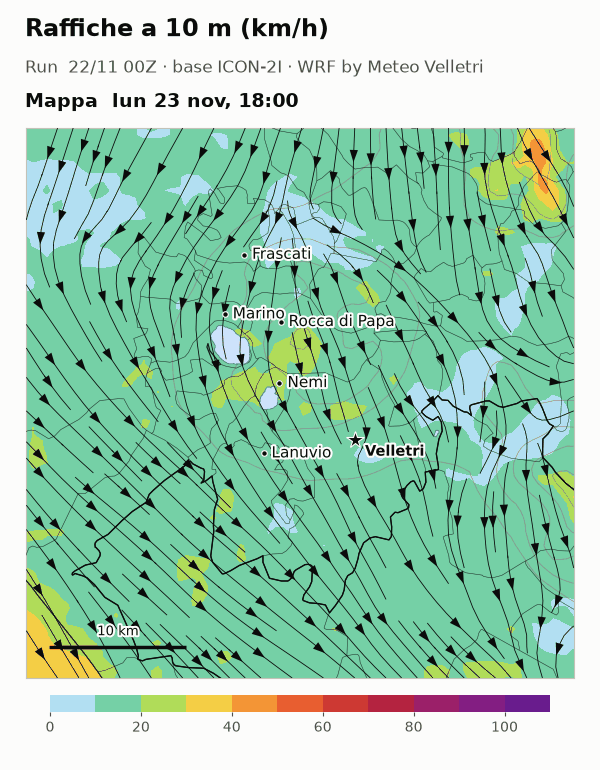 Raffiche a 10 m (km/h)
Run  22/11 00Z · base ICON-2I · WRF by Meteo Velletri
Mappa  lun 23 nov, 18:00
Frascati
Marino
Rocca di Papa
Nemi
Velletri
Lanuvio
10 km
0 20 40 60 80 100